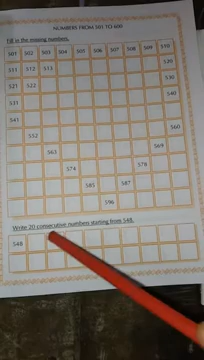 NUMBERS FROM 501 TO 600
Fill in the missing numbers.
501 502 503 504 505 506 507 508 509 510
511 512 513 520
521 522 530
531 540
541
552 560
563 569
574 578
585 587
596
Write 20 consecutive numbers starting from 548.
548